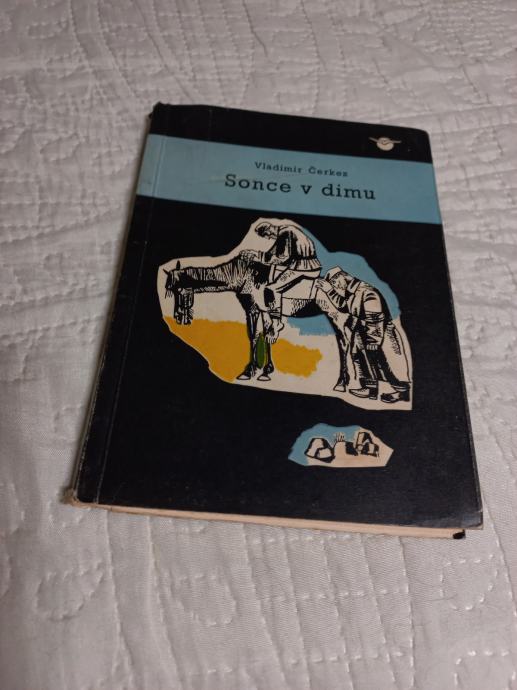 Vladimir Čerkez
Sonce v dimu